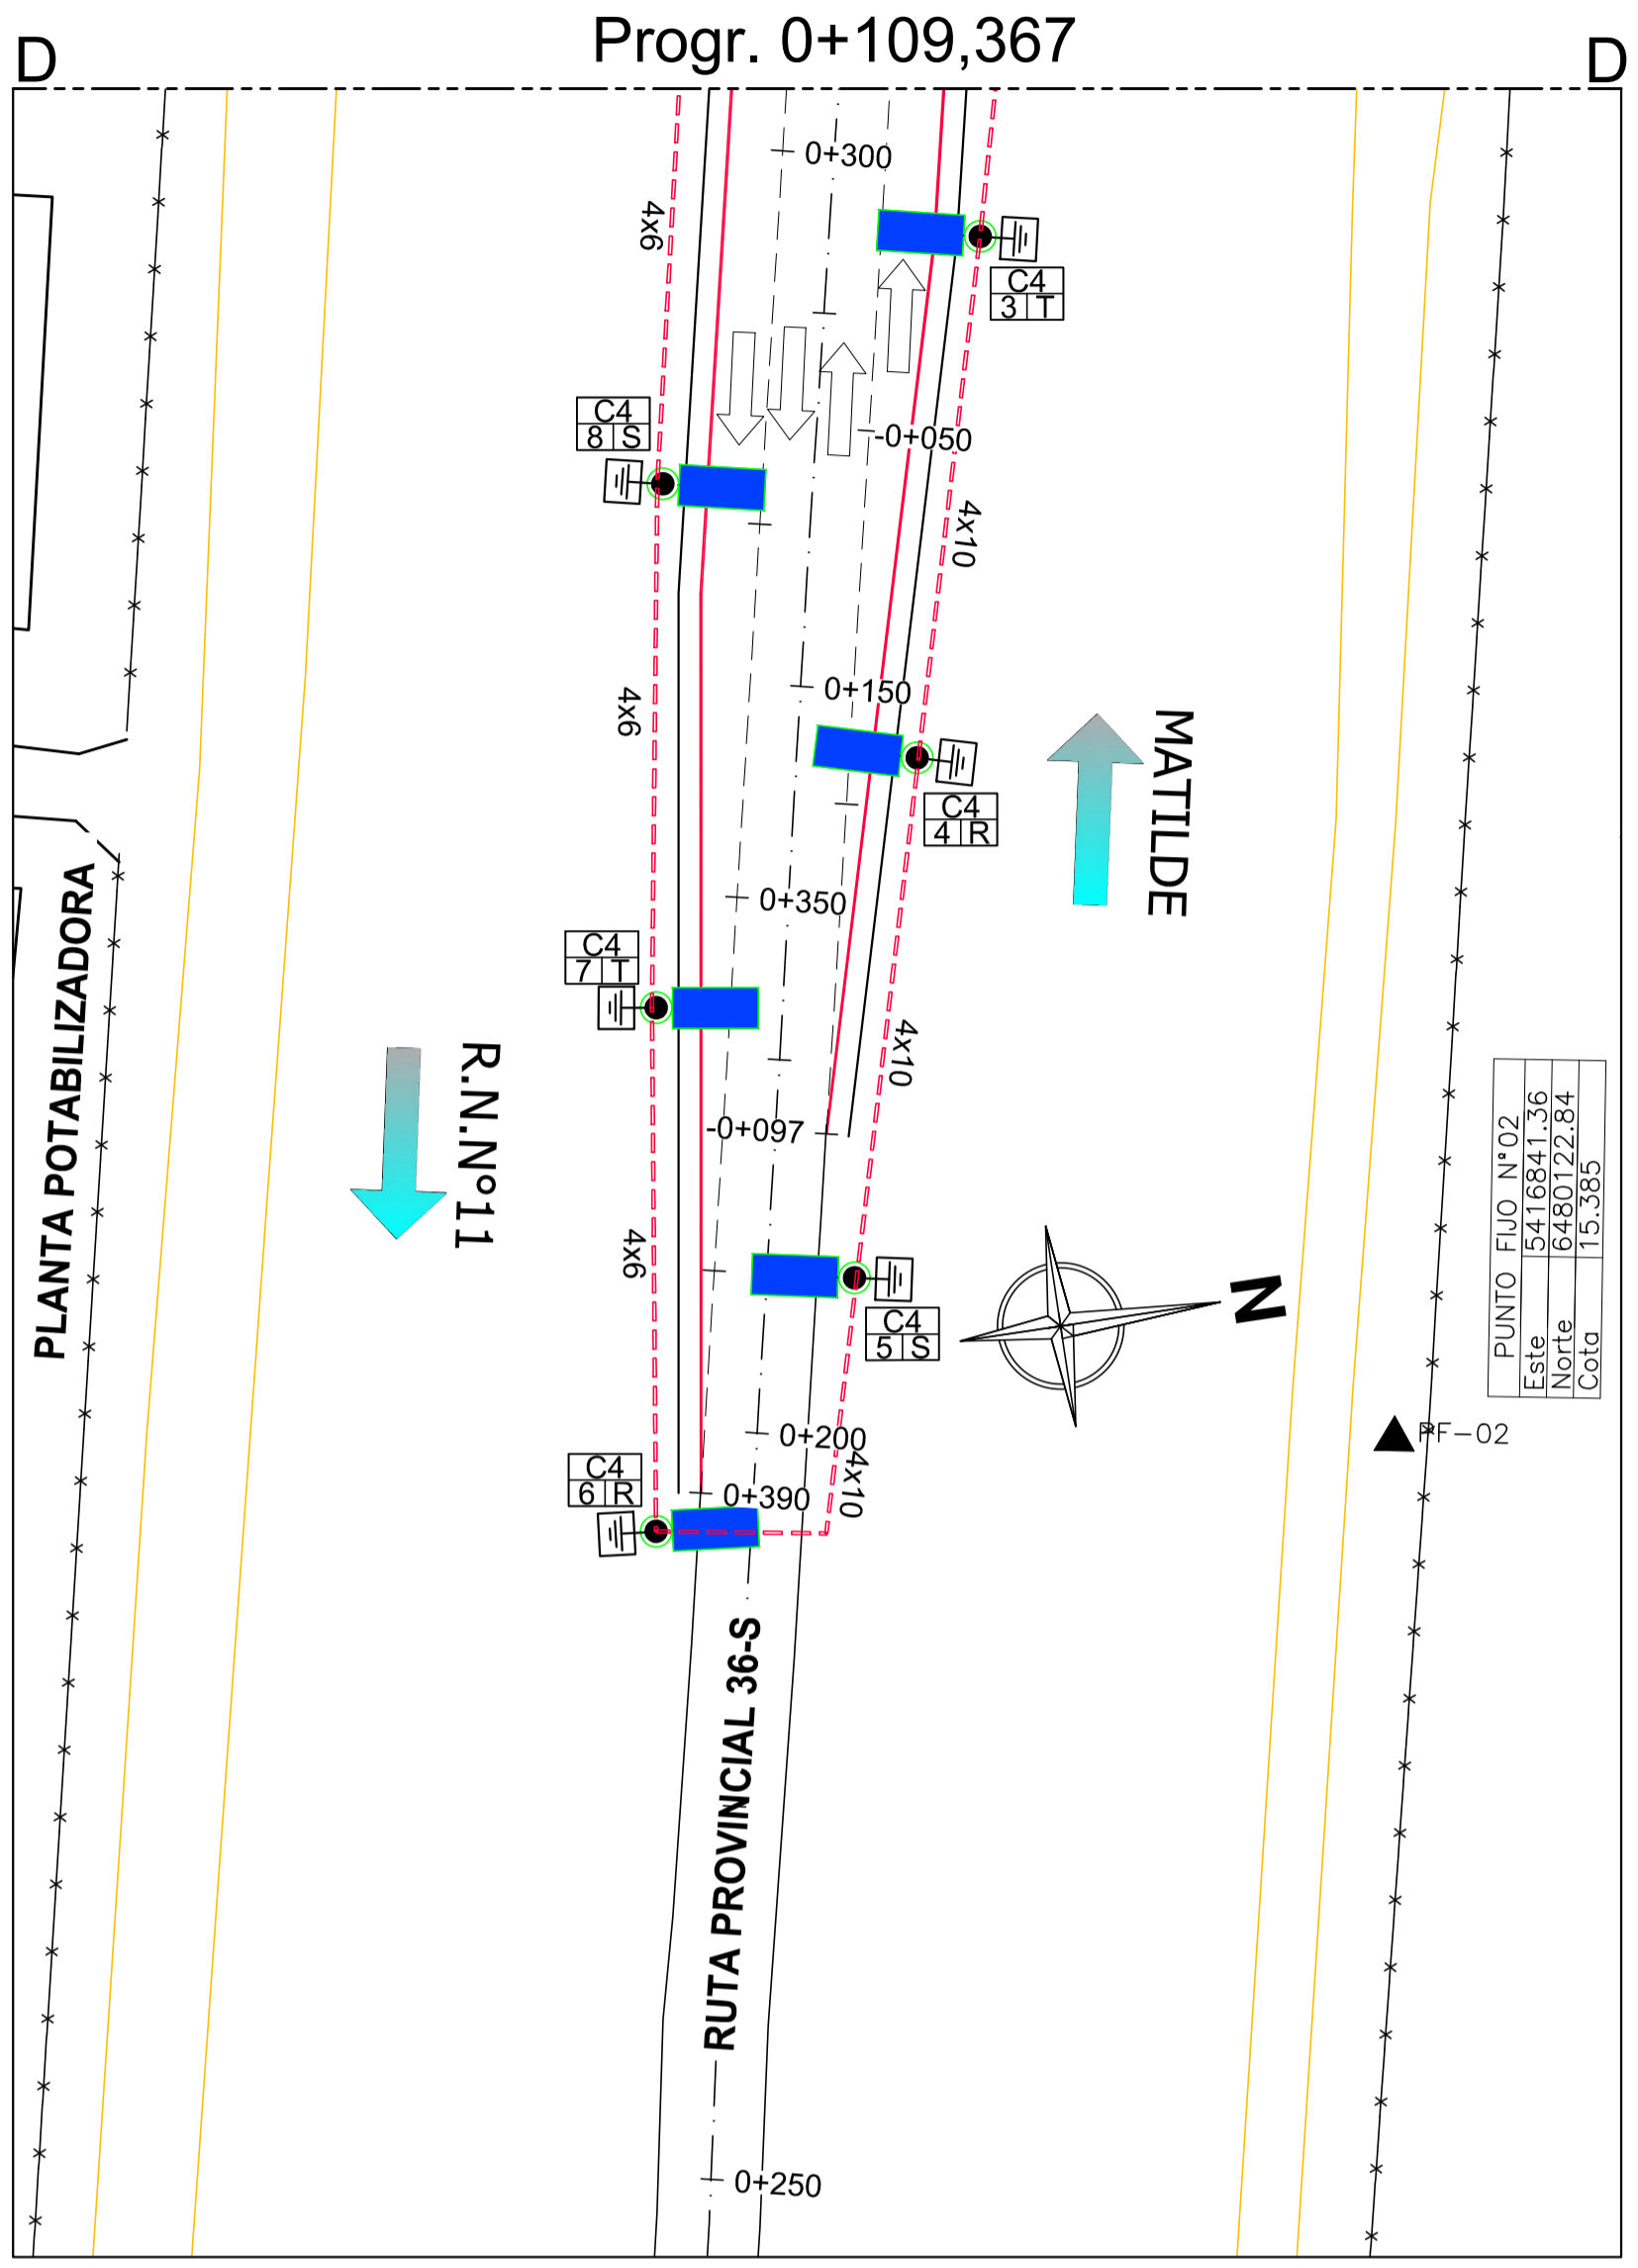 Progr. 0+109,367
D
D
0+300
4x6
C4
3 T
C4
8 S
-0+050
4x10
4x6
0+150
MATILDE
C4
4 R
0+350
PLANTA POTABILIZADORA
C4
7 T
R.N.Nº11
4x10
-0+097
PUNTO FIJO N°02
Este 5416841.36
Norte 6480122.84
Cota 15.385
4x6
N
C4
5 S
0+200
PF-02
4x10
C4
6 R
0+390
RUTA PROVINCIAL 36-S
0+250